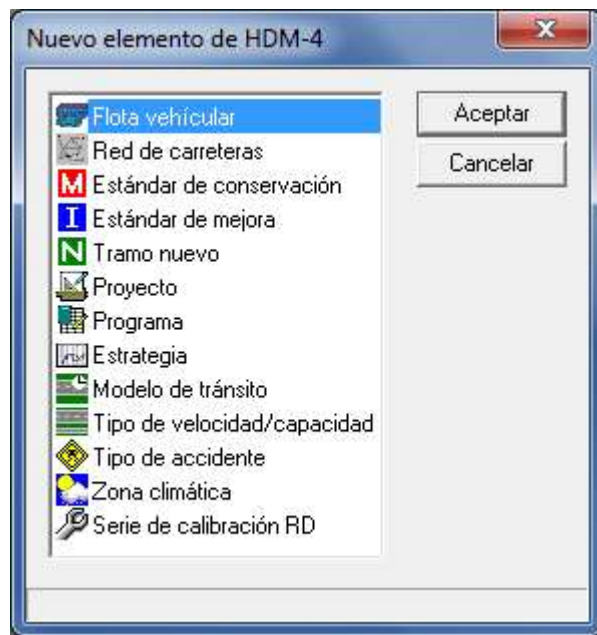 Nuevo elemento de HDM-4
Flota vehícular
Aceptar
Red de carreteras
Cancelar
M Estándar de conservación
I Estándar de mejora
N Tramo nuevo
Proyecto
Programa
Estrategia
Modelo de tránsito
Tipo de velocidad/capacidad
Tipo de accidente
Zona climática
Serie de calibración RD